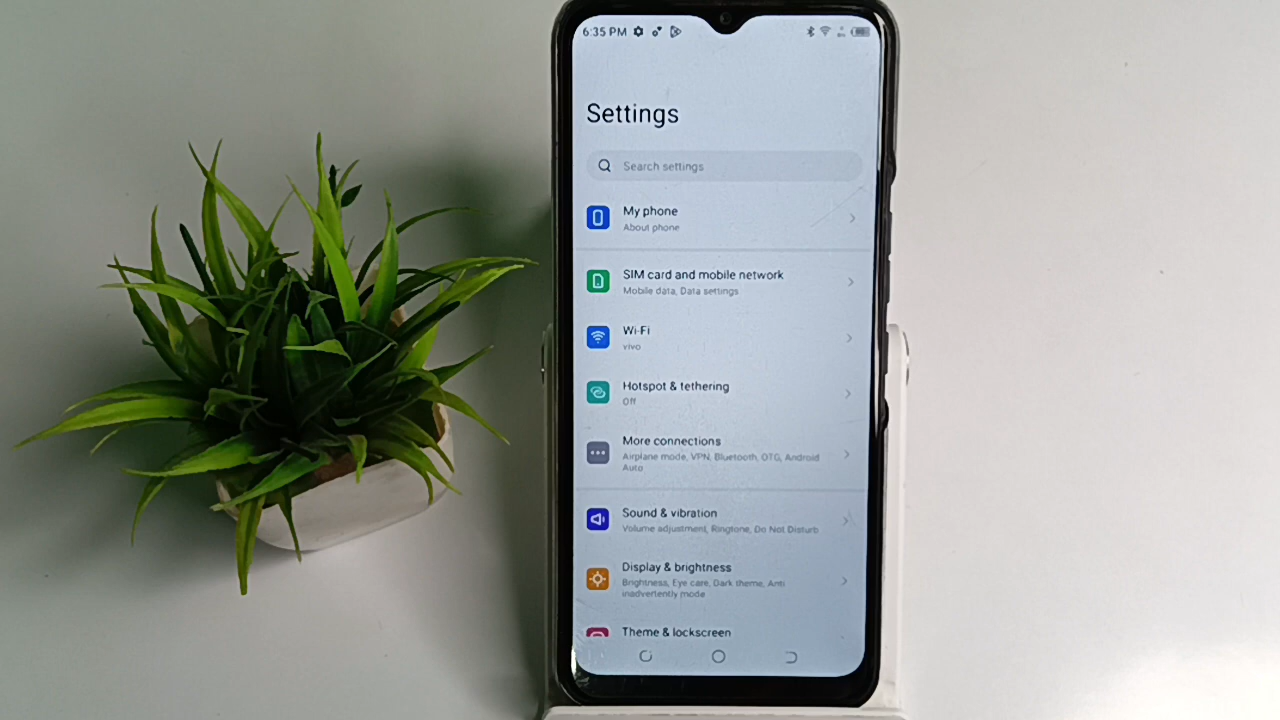 6:35 PM
Settings
Search settings
My phone
About phone
SIM card and mobile network
Mobile data, Data settings
Wi-Fi
vivo
Hotspot & tethering
Off
More connections
Airplane mode, VPN, Bluetooth, OTG, Android
Auto
Sound & vibration
Volume adjustment, Ringtone, Do Not Disturb
Display & brightness
Brightness, Eye care, Dark theme, Anti
inadvertently mode
Theme & lockscreen